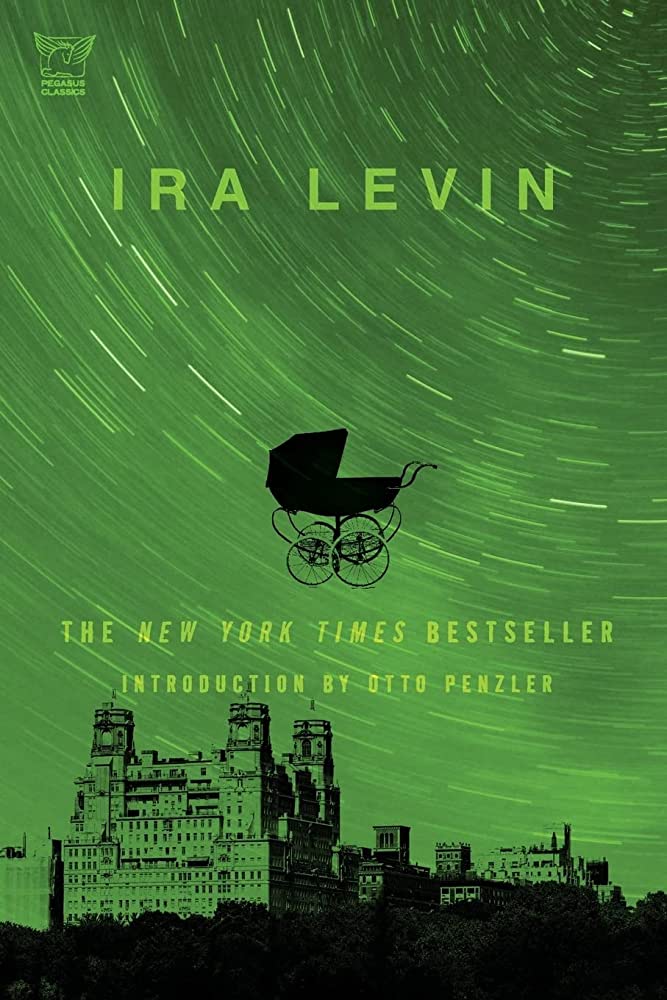 PEGASUS
CLASSICS
IRA LEVIN
THE NEW YORK TIMES BESTSELLER
INTRODUCTION BY OTTO PENZLER